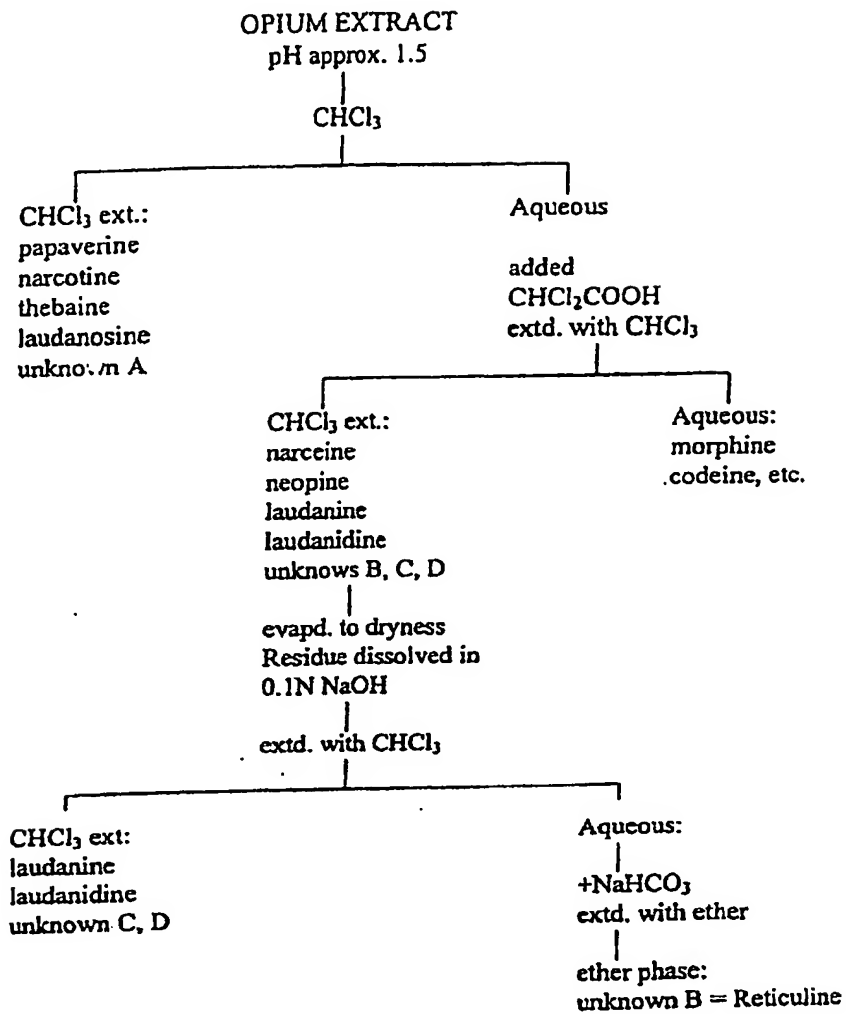 OPIUM EXTRACT
pH approx. 1.5
CHCl₃
CHCl₃ ext.:
papaverine
narcotine
thebaine
laudanosine
unknown A
Aqueous
added
CHCl₂COOH
extd. with CHCl₃
CHCl₃ ext.:
narceine
neopine
laudanine
laudanidine
unknows B, C, D
Aqueous:
morphine
codeine, etc.
evapd. to dryness
Residue dissolved in
0.1N NaOH
extd. with CHCl₃
CHCl₃ ext:
laudanine
laudanidine
unknown C, D
Aqueous:
+NaHCO₃
extd. with ether
ether phase:
unknown B = Reticuline